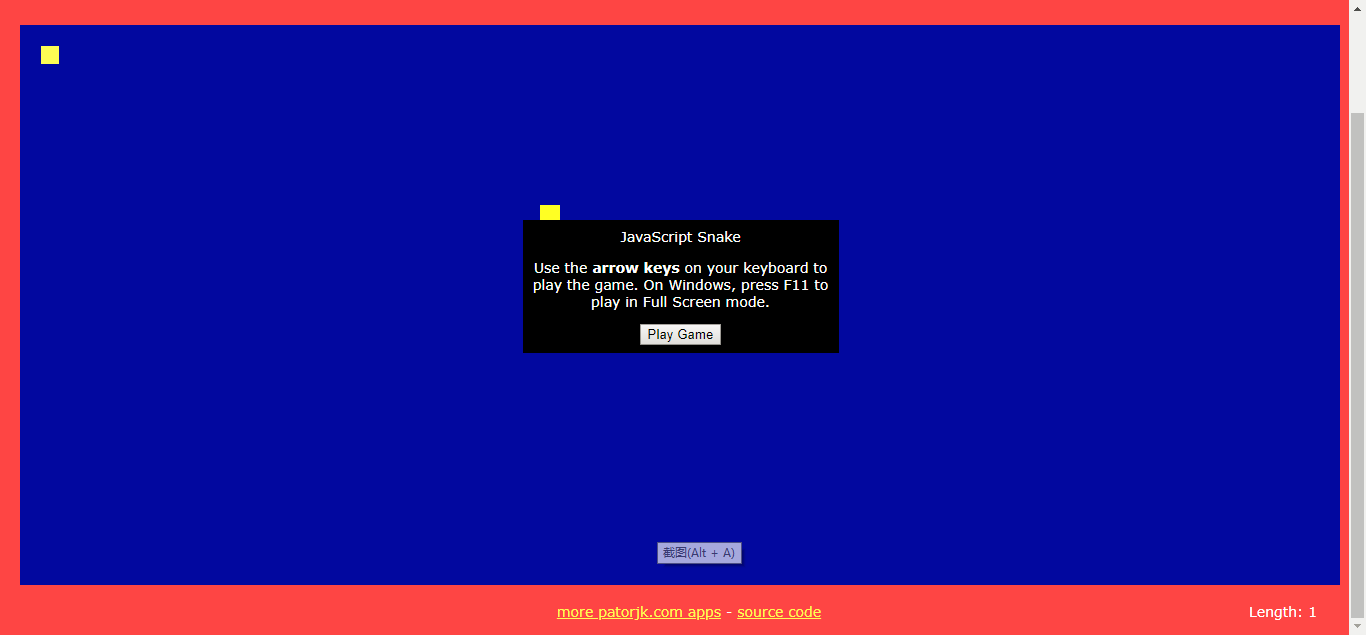 JavaScript Snake
Use the arrow keys on your keyboard to
play the game. On Windows, press F11 to
play in Full Screen mode.
Play Game
截图(Alt + A)
more patorjk.com apps - source code
Length: 1